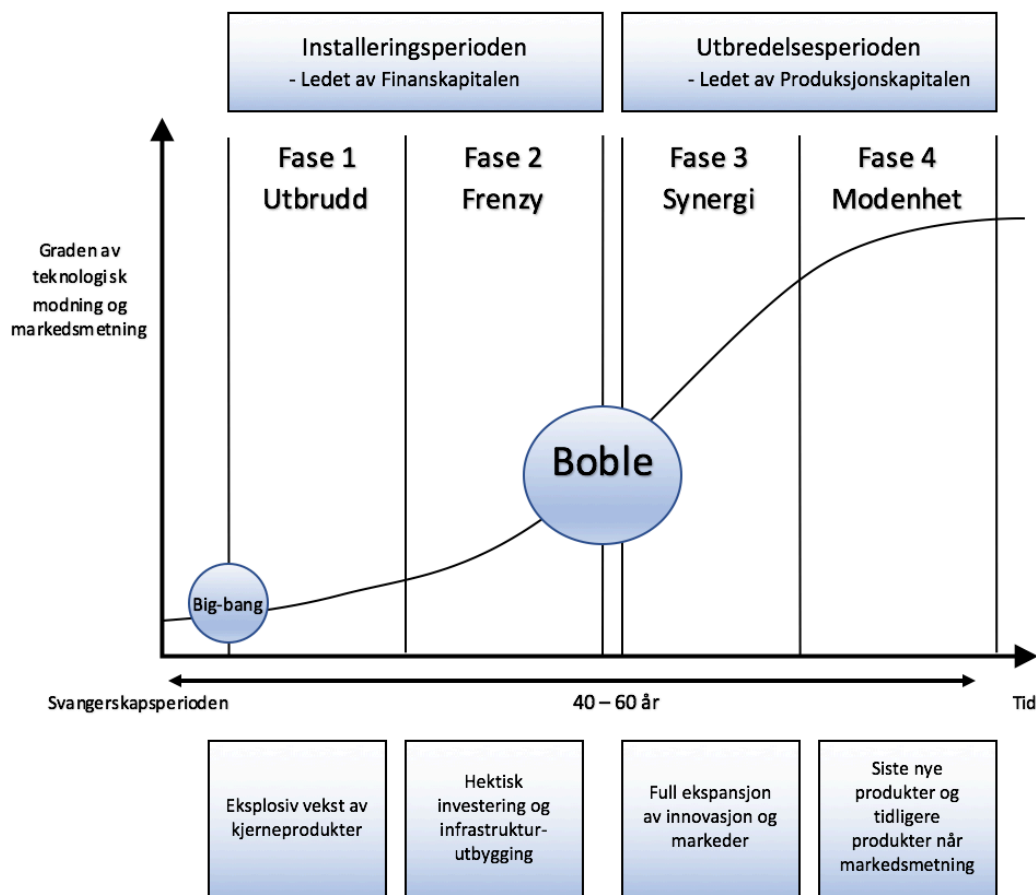 Installeringsperioden
- Ledet av Finanskapitalen
Utbredelsesperioden
- Ledet av Produksjonskapitalen
Fase 1
Utbrudd
Fase 2
Frenzy
Fase 3
Synergi
Fase 4
Modenhet
Graden av
teknologisk
modning og
markedsmetning
Boble
Big-bang
Svangerskapsperioden
40 – 60 år
Tid
Eksplosiv vekst av
kjerneprodukter
Hektisk
investering og
infrastruktur-
utbygging
Full ekspansjon
av innovasjon og
markeder
Siste nye
produkter og
tidligere
produkter når
markedsmetning